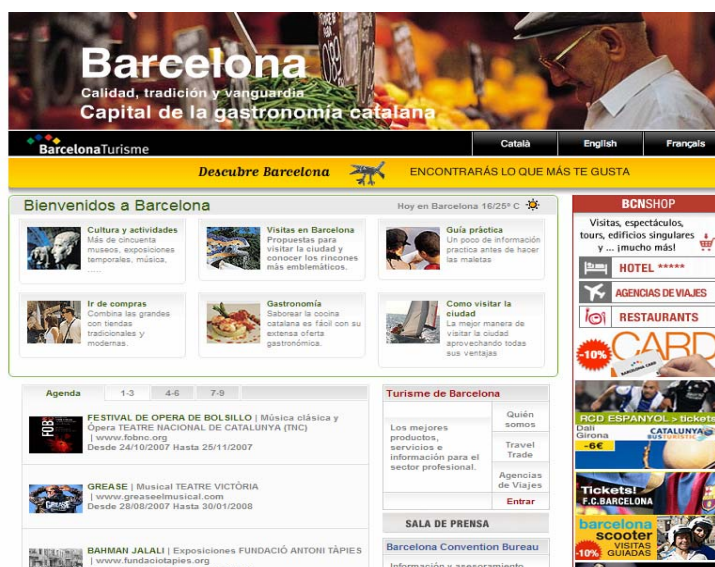 Barcelona
Calidad, tradición y vanguardia
Capital de la gastronomía catalana
BarcelonaTurisme
Català
English
Français
Descubre Barcelona
ENCONTRARÁS LO QUE MÁS TE GUSTA
Bienvenidos a Barcelona
Hoy en Barcelona 16/25º C
Cultura y actividades
Más de cincuenta
museos, exposiciones
temporales, música,
......
Visitas en Barcelona
Propuestas para
visitar la ciudad y
conocer los rincones
más emblemáticos.
Guía práctica
Un poco de información
practica antes de hacer
las maletas
Ir de compras
Combina las grandes
con tiendas
tradicionales y
modernas.
Gastronomía
Saborear la cocina
catalana es fácil con su
extensa oferta
gastronómica.
Como visitar la
ciudad
La mejor manera de
visitar la ciudad
aprovechando todas
sus ventajas
Agenda
1-3
4-6
7-9
FOB
FESTIVAL DE OPERA DE BOLSILLO | Música clásica y
Ópera TEATRE NACIONAL DE CATALUNYA (TNC)
| www.fobnc.org
Desde 24/10/2007 Hasta 25/11/2007
GREASE
GREASE | Musical TEATRE VICTÒRIA
| www.greaseelmusical.com
Desde 28/08/2007 Hasta 30/01/2008
BAHMAN JALALI | Exposiciones FUNDACIÓ ANTONI TÀPIES
| www.fundaciotapies.org
Turisme de Barcelona
Los mejores
productos,
servicios e
información para el
sector profesional.
Quién
somos
Travel
Trade
Agencias
de Viajes
Entrar
SALA DE PRENSA
Barcelona Convention Bureau
Información y asesoramiento
BCNSHOP
Visitas, espectáculos,
tours, edificios singulares
y ... ¡mucho más!
HOTEL *****
AGENCIAS DE VIAJES
RESTAURANTS
CARD
-10%
BARCELONA CARD
RCD ESPANYOL > tickets
Dalí
Girona
-6€
CATALUNYA
BUS TURÍSTIC
Tickets!
F.C.BARCELONA
barcelona
scooter
VISITAS
GUIADAS
-10%